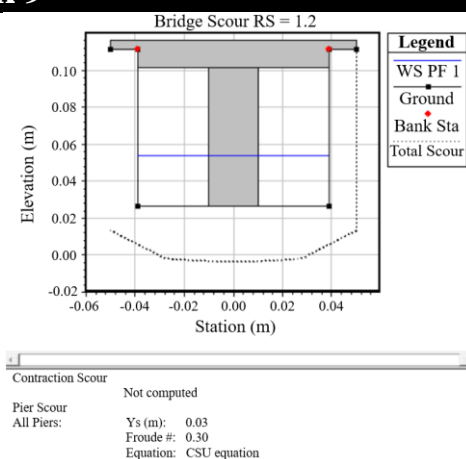 Bridge Scour RS = 1.2
Legend
WS PF 1
Ground
Bank Sta
Total Scour
Elevation (m)
0.10
0.08
0.06
0.04
0.02
0.00
-0.02
-0.06
-0.04
-0.02
0.00
0.02
0.04
Station (m)
Contraction Scour
Not computed
Pier Scour
All Piers:
Ys (m): 0.03
Froude #: 0.30
Equation: CSU equation